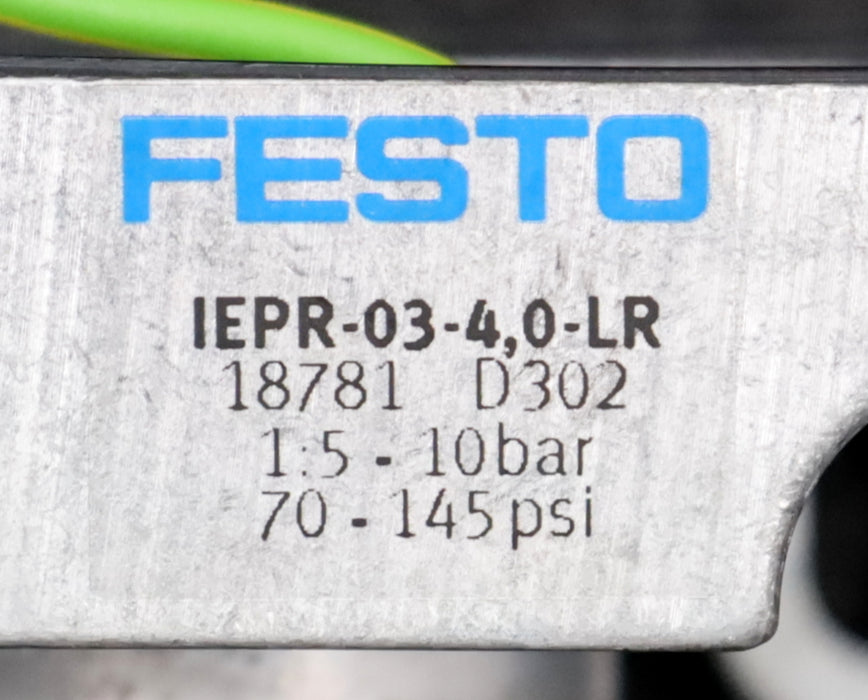 FESTO
IEPR-03-4,0-LR
18781 D302
1:5 - 10bar
70 - 145psi